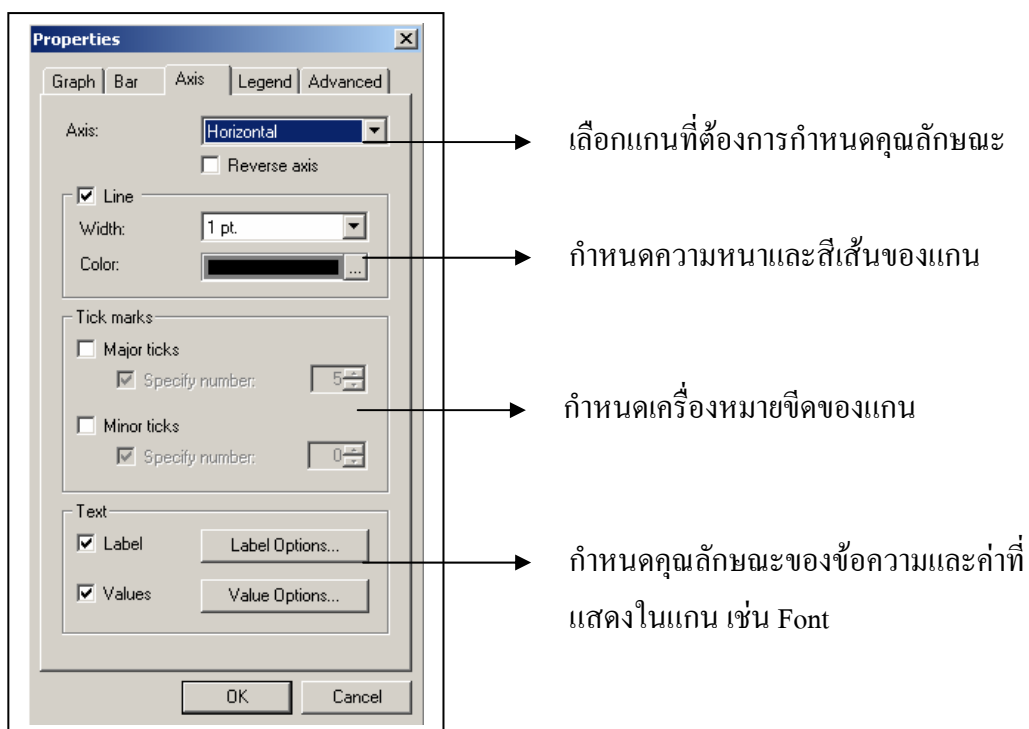 Properties
Graph Bar Axis Legend Advanced
Axis: Horizontal
เลือกแกนที่ต้องการกำหนดคุณลักษณะ
Reverse axis
Line
Width: 1 pt.
Color: ...
กำหนดความหนาและสีเส้นของแกน
Tick marks
Major ticks
Specify number: 5
กำหนดเครื่องหมายขีดของแกน
Minor ticks
Specify number: 0
Text
Label Label Options...
กำหนดคุณลักษณะของข้อความและค่าที่
Values Value Options...
แสดงในแกน เช่น Font
OK Cancel